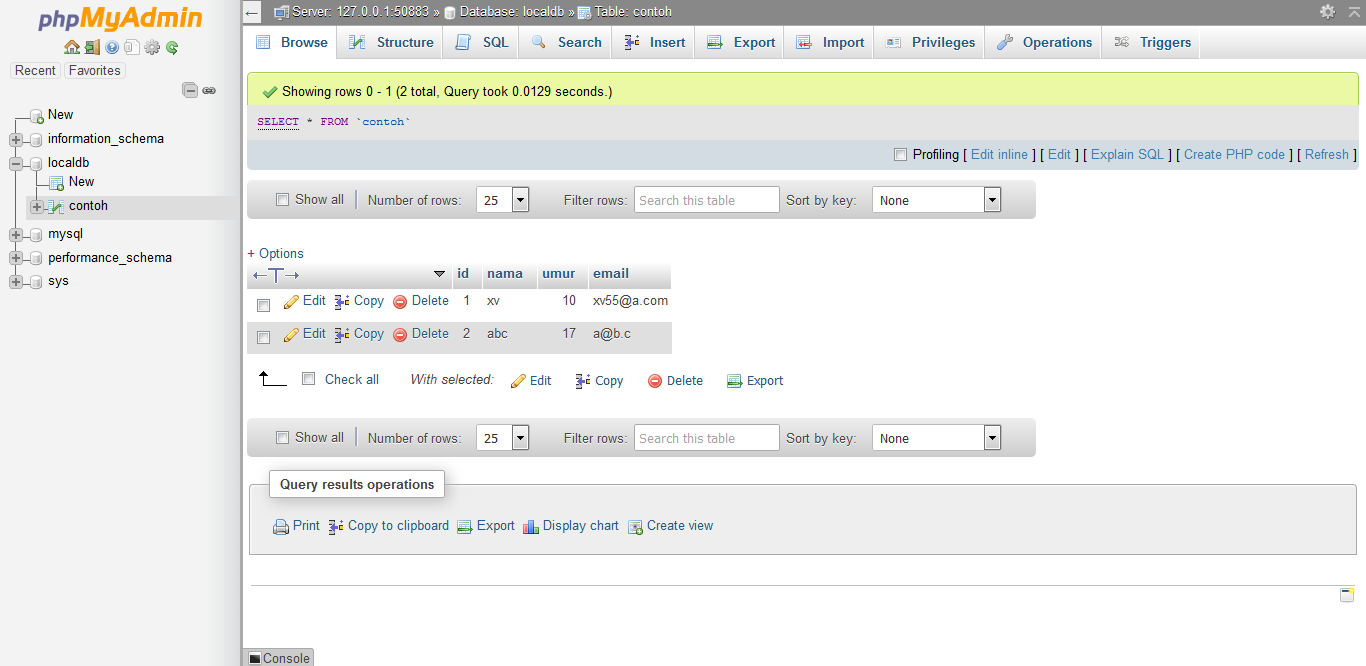 phpMyAdmin
Recent Favorites
New
information_schema
localdb
New
contoh
mysql
performance_schema
sys
Server: 127.0.0.1:50883 » Database: localdb » Table: contoh
Browse Structure SQL Search Insert Export Import Privileges Operations Triggers
Showing rows 0 - 1 (2 total, Query took 0.0129 seconds.)
SELECT * FROM `contoh`
Profiling [ Edit inline ] [ Edit ] [ Explain SQL ] [ Create PHP code ] [ Refresh ]
Show all Number of rows: 25 Filter rows: Search this table Sort by key: None
+ Options
←T→ id nama umur email
Edit Copy Delete 1 xv 10 xv55@a.com
Edit Copy Delete 2 abc 17 a@b.c
Check all With selected: Edit Copy Delete Export
Show all Number of rows: 25 Filter rows: Search this table Sort by key: None
Query results operations
Print Copy to clipboard Export Display chart Create view
Console